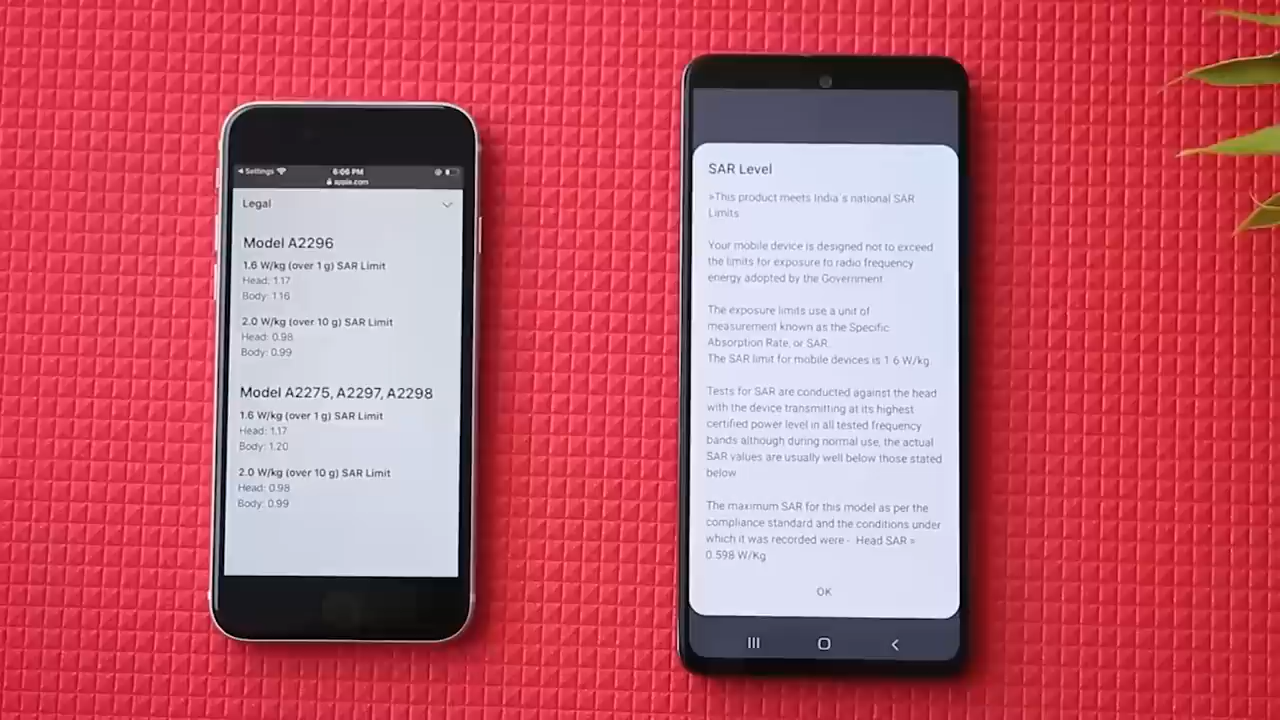 Settings
6:06 PM
apple.com
Legal
Model A2296
1.6 W/kg (over 1 g) SAR Limit
Head: 1.17
Body: 1.16
2.0 W/kg (over 10 g) SAR Limit
Head: 0.98
Body: 0.99
Model A2275, A2297, A2298
1.6 W/kg (over 1 g) SAR Limit
Head: 1.17
Body: 1.20
2.0 W/kg (over 10 g) SAR Limit
Head: 0.98
Body: 0.99
SAR Level
>This product meets India's national SAR
Limits
Your mobile device is designed not to exceed
the limits for exposure to radio frequency
energy adopted by the Government
The exposure limits use a unit of
measurement known as the Specific
Absorption Rate, or SAR.
The SAR limit for mobile devices is 1.6 W/kg.
Tests for SAR are conducted against the head
with the device transmitting at its highest
certified power level in all tested frequency
bands although during normal use, the actual
SAR values are usually well below those stated
below
The maximum SAR for this model as per the
compliance standard and the conditions under
which it was recorded were - Head SAR =
0.598 W/Kg
OK